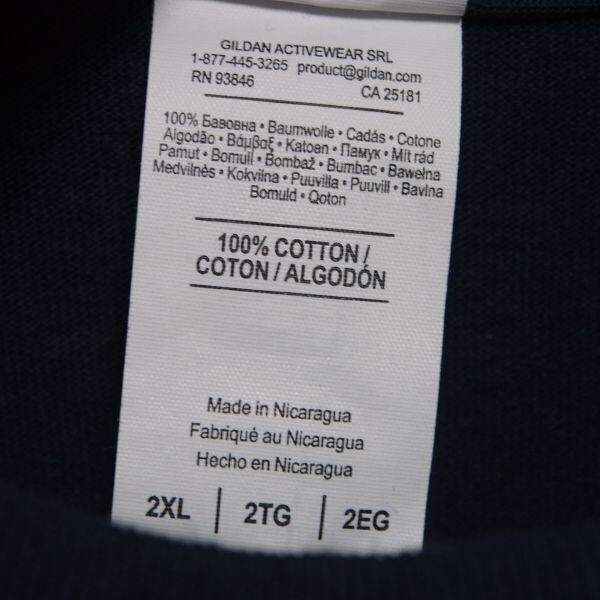 GILDAN ACTIVEWEAR SRL
1-877-445-3265 product@gildan.com
RN 93846 CA 25181
100% Бавовна • Baumwolle • Cadás • Cotone
Algodão • Βάμβαξ • Katoen • Памук • Mit rád
Pamut • Bomull • Bombaž • Bumbac • Bawełna
Medvilnės • Kokvilna • Puuvilla • Puuvill • Bavlna
Bomuld • Qoton
100% COTTON /
COTON / ALGODÓN
Made in Nicaragua
Fabriqué au Nicaragua
Hecho en Nicaragua
2XL | 2TG | 2EG